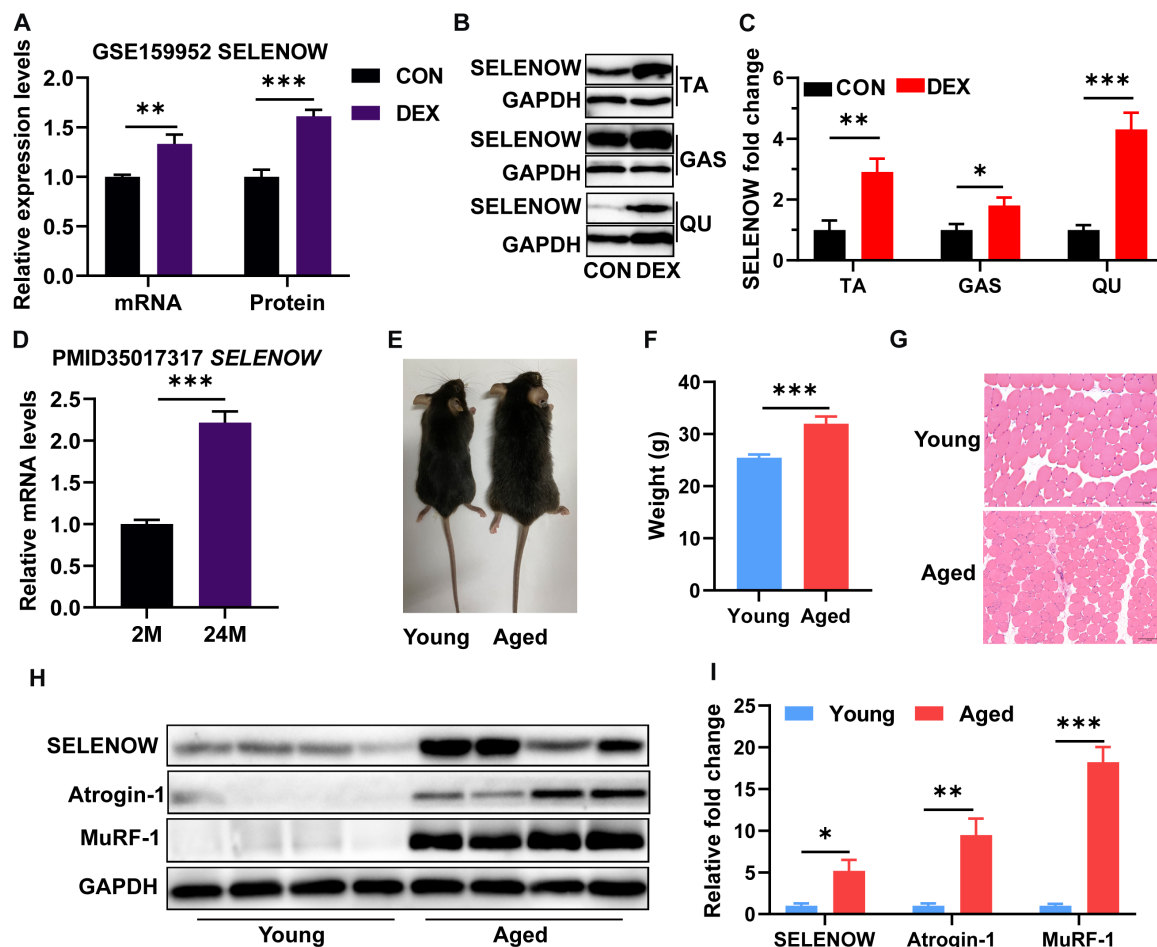 A
GSE159952 SELENOW
Relative expression levels
2.0
1.5
1.0
0.5
0.0
**
***
mRNA
Protein
CON
DEX
B
SELENOW
GAPDH
TA
SELENOW
GAPDH
GAS
SELENOW
GAPDH
QU
CON DEX
C
SELENOW fold change
6
4
2
0
CON
DEX
**
*
***
TA
GAS
QU
D
PMID35017317 SELENOW
Relative mRNA levels
2.5
2.0
1.5
1.0
0.5
0.0
***
2M
24M
E
Young
Aged
F
Weight (g)
40
30
20
10
0
***
Young
Aged
G
Young
Aged
H
SELENOW
Atrogin-1
MuRF-1
GAPDH
Young
Aged
I
Relative fold change
25
20
15
10
5
0
Young
Aged
*
**
***
SELENOW
Atrogin-1
MuRF-1